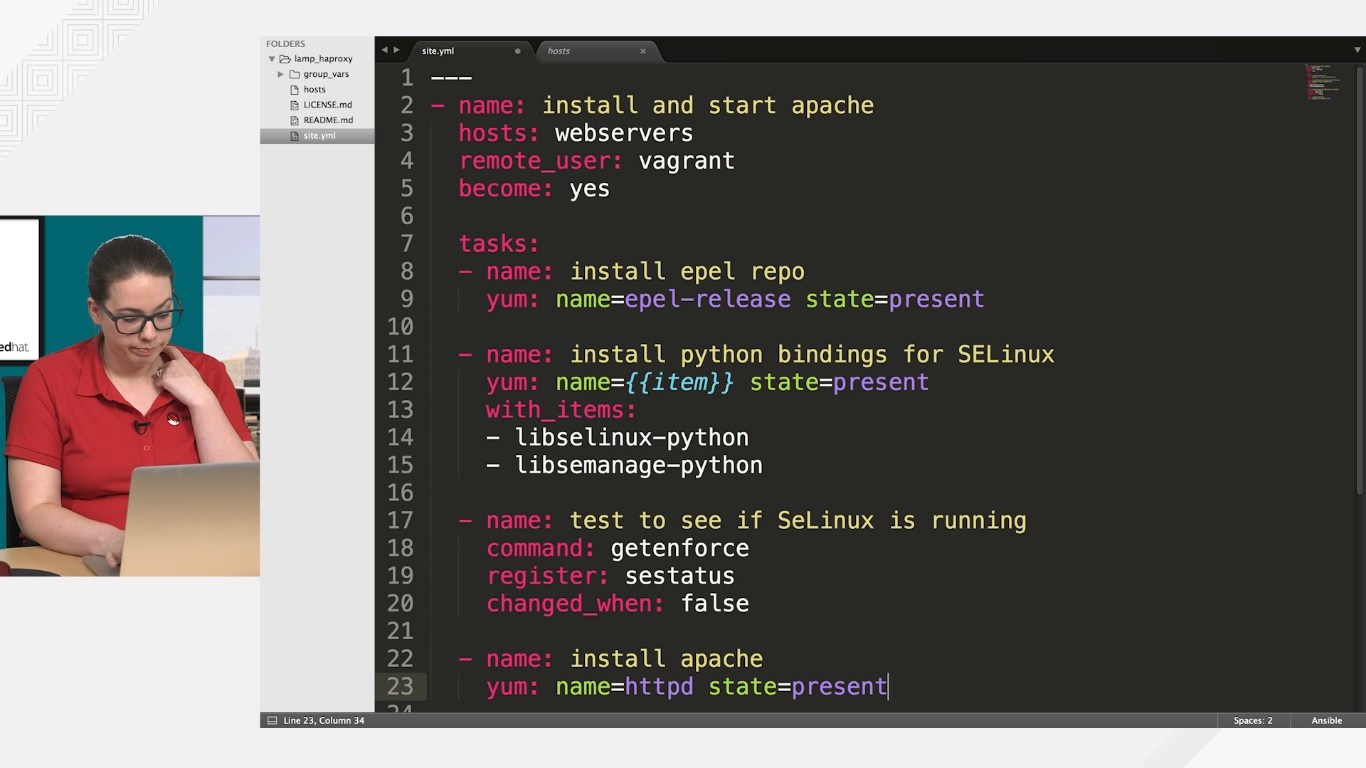 FOLDERS
lamp_haproxy
group_vars
hosts
LICENSE.md
README.md
site.yml
site.yml
hosts
1 ---
2 - name: install and start apache
3 hosts: webservers
4 remote_user: vagrant
5 become: yes
6
7 tasks:
8 - name: install epel repo
9 yum: name=epel-release state=present
10
11 - name: install python bindings for SELinux
12 yum: name={{item}} state=present
13 with_items:
14 - libselinux-python
15 - libsemanage-python
16
17 - name: test to see if SeLinux is running
18 command: getenforce
19 register: sestatus
20 changed_when: false
21
22 - name: install apache
23 yum: name=httpd state=present
24
Line 23, Column 34
Spaces: 2
Ansible
edhat.